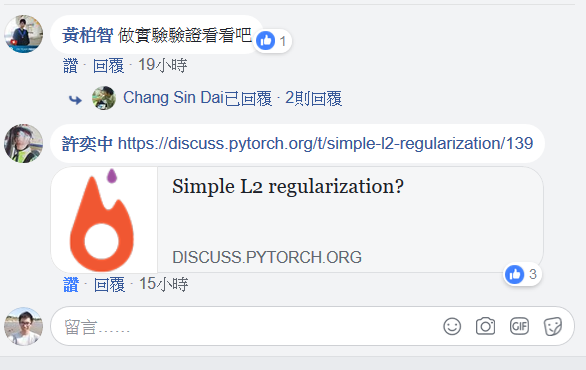 黃柏智 做實驗驗證看看吧
1
讚 · 回覆 · 19小時
Chang Sin Dai已回覆 · 2則回覆
許奕中 https://discuss.pytorch.org/t/simple-l2-regularization/139
Simple L2 regularization?
DISCUSS.PYTORCH.ORG
3
讚 · 回覆 · 15小時
留言......
GIF